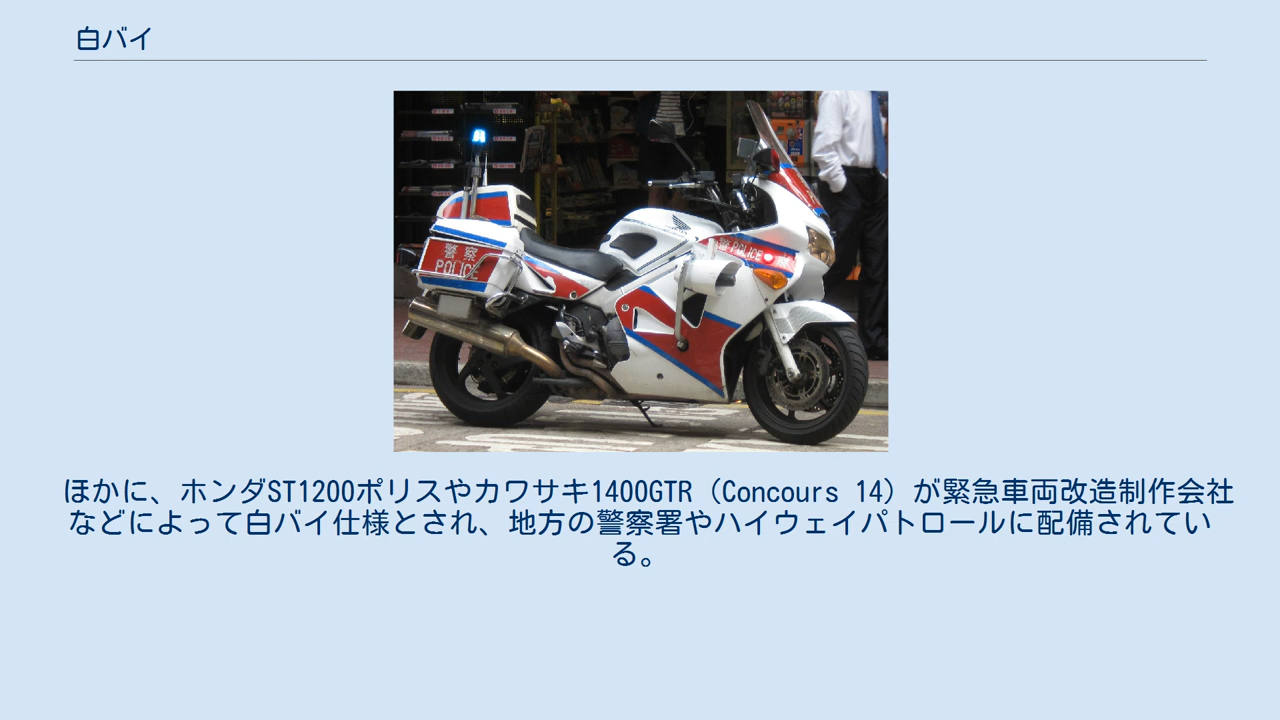 白バイ
警察
POLICE
POLICE
ほかに、ホンダST1200ポリスやカワサキ1400GTR（Concours 14）が緊急車両改造制作会社
などによって白バイ仕様とされ、地方の警察署やハイウェイパトロールに配備されてい
る。